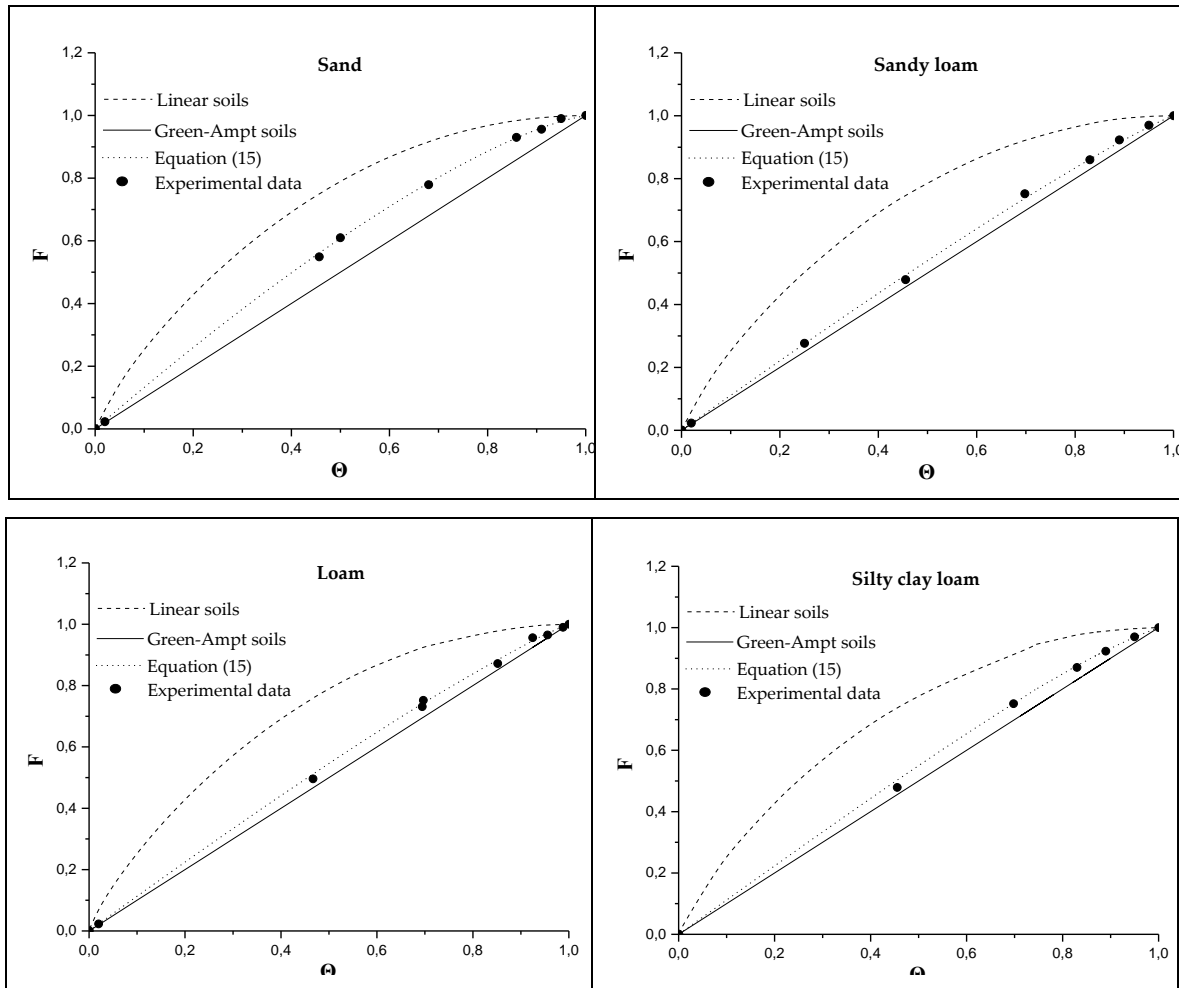 1,2
Sand
Linear soils
1,0
Green-Ampt soils
Equation (15)
0,8
Experimental data
0,6
F
0,4
0,2
0,0
0,0 0,2 0,4 0,6 0,8 1,0
Θ
1,2
Sandy loam
Linear soils
1,0
Green-Ampt soils
Equation (15)
0,8
Experimental data
0,6
F
0,4
0,2
0,0
0,0 0,2 0,4 0,6 0,8 1,0
Θ
1,2
Loam
Linear soils
1,0
Green-Ampt soils
Equation (15)
0,8
Experimental data
0,6
F
0,4
0,2
0,0
0,0 0,2 0,4 0,6 0,8 1,0
Θ
1,2
Silty clay loam
Linear soils
1,0
Green-Ampt soils
Equation (15)
0,8
Experimental data
0,6
F
0,4
0,2
0,0
0,0 0,2 0,4 0,6 0,8 1,0
Θ